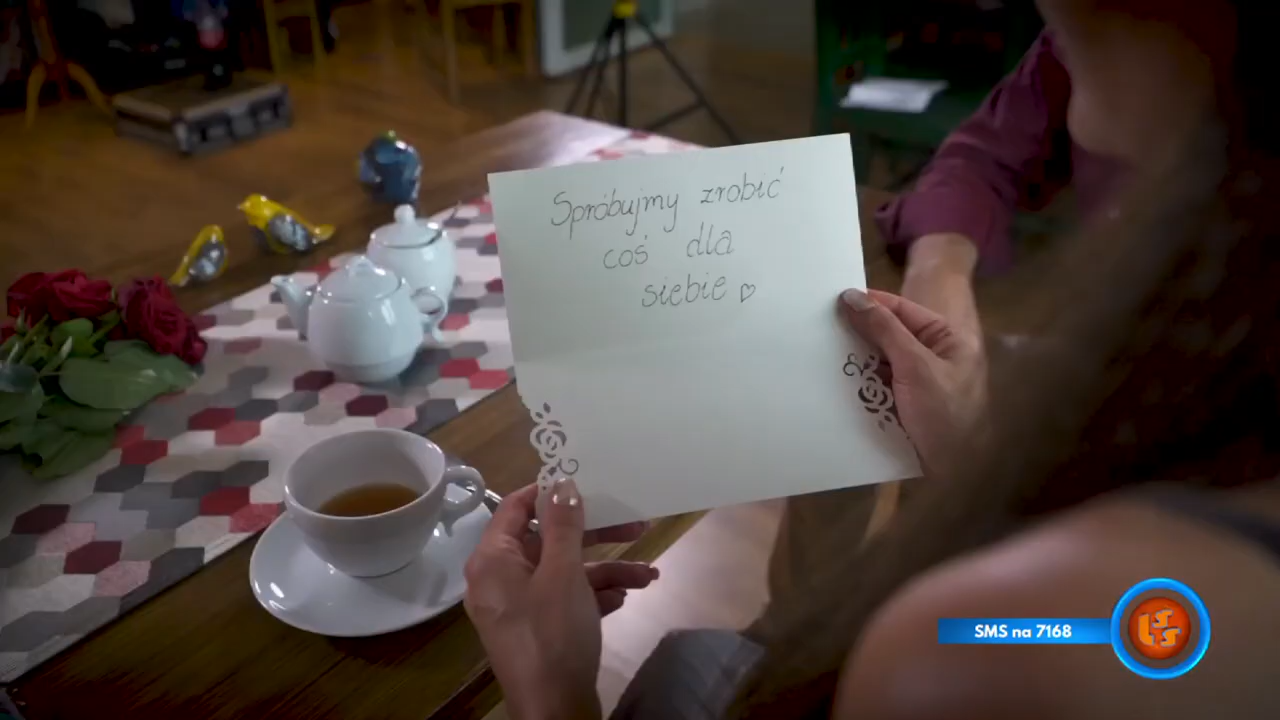 Spróbujmy zrobić
coś dla
siebie ♡
SMS na 7168